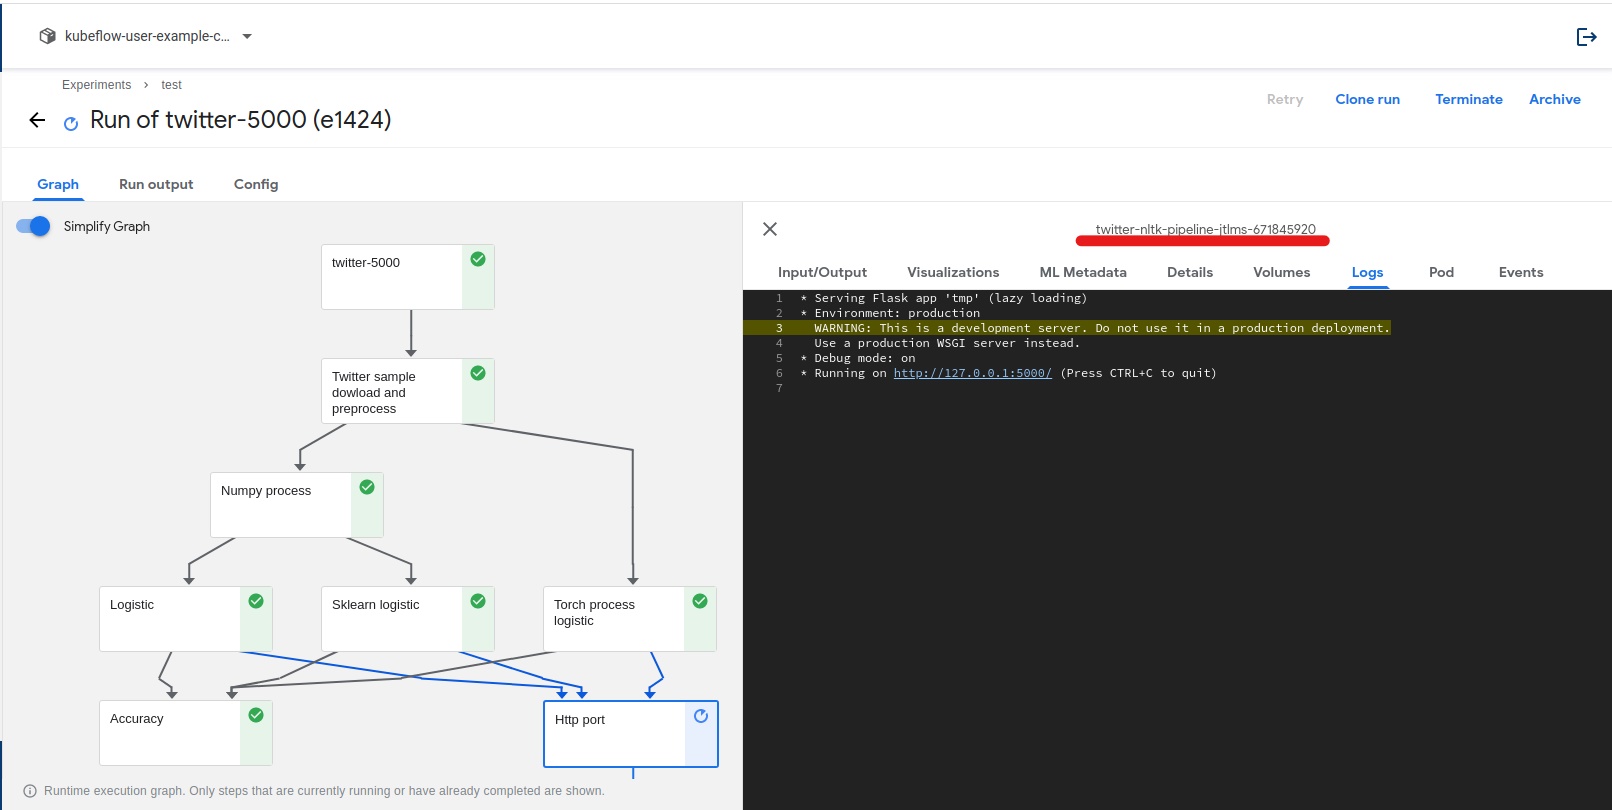 kubeflow-user-example-c...
Experiments > test
Retry
Clone run
Terminate
Archive
Run of twitter-5000 (e1424)
Graph
Run output
Config
Simplify Graph
twitter-5000
Twitter sample
dowload and
preprocess
Numpy process
Logistic
Sklearn logistic
Torch process
logistic
Accuracy
Http port
Runtime execution graph. Only steps that are currently running or have already completed are shown.
twitter-nltk-pipeline-jtlms-671845920
Input/Output
Visualizations
ML Metadata
Details
Volumes
Logs
Pod
Events
1 * Serving Flask app 'tmp' (lazy loading)
2 * Environment: production
3 WARNING: This is a development server. Do not use it in a production deployment.
4 Use a production WSGI server instead.
5 * Debug mode: on
6 * Running on http://127.0.0.1:5000/ (Press CTRL+C to quit)
7